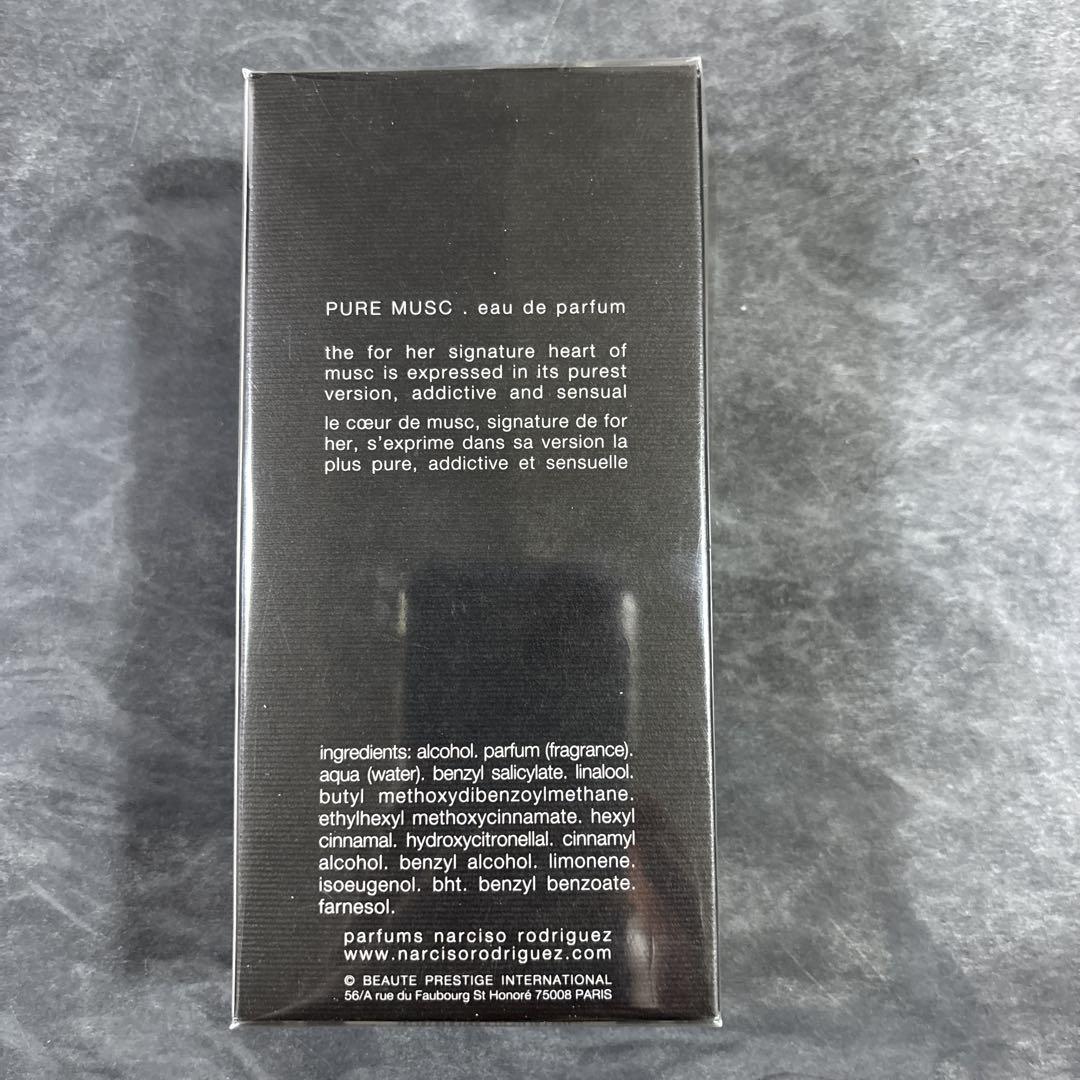 PURE MUSC . eau de parfum
the for her signature heart of
musc is expressed in its purest
version, addictive and sensual
le cœur de musc, signature de for
her, s'exprime dans sa version la
plus pure, addictive et sensuelle
ingredients: alcohol. parfum (fragrance).
aqua (water). benzyl salicylate. linalool.
butyl methoxydibenzoylmethane.
ethylhexyl methoxycinnamate. hexyl
cinnamal. hydroxycitronellal. cinnamyl
alcohol. benzyl alcohol. limonene.
isoeugenol. bht. benzyl benzoate.
farnesol.
parfums narciso rodriguez
www.narcisorodriguez.com
© BEAUTE PRESTIGE INTERNATIONAL
56/A rue du Faubourg St Honoré 75008 PARIS